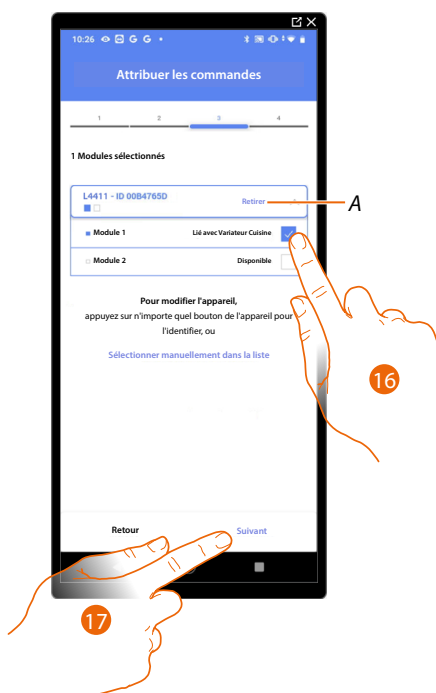 10:26 G G
Attribuer les commandes
1 2 3 4
1 Modules sélectionnés
L4411 - ID 00B4765D Retirer
A
Module 1 Lié avec Variateur Cuisine
Module 2 Disponible
Pour modifier l'appareil,
appuyez sur n'importe quel bouton de l'appareil pour
l'identifier, ou
Sélectionner manuellement dans la liste
16
Retour Suivant
17